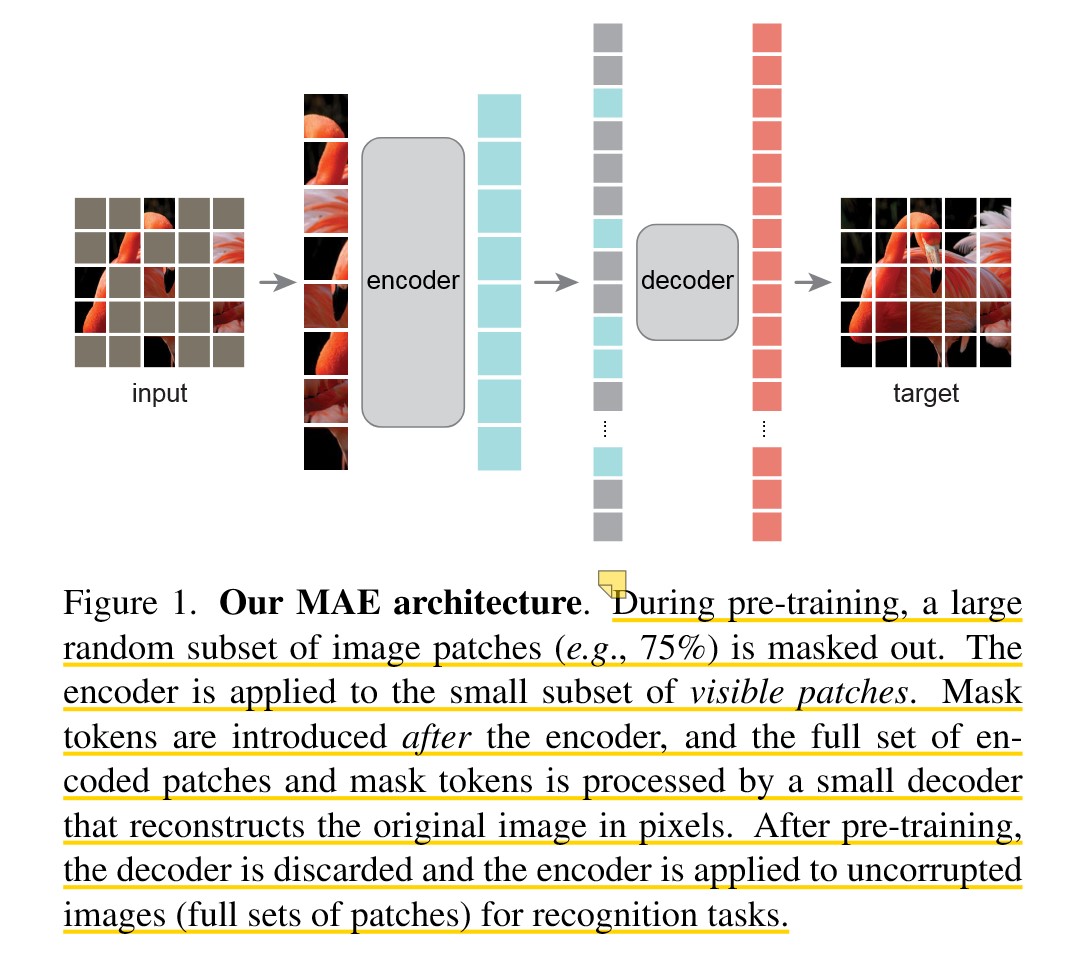 encoder
decoder
input
target
Figure 1. Our MAE architecture. During pre-training, a large
random subset of image patches (e.g., 75%) is masked out. The
encoder is applied to the small subset of visible patches. Mask
tokens are introduced after the encoder, and the full set of en-
coded patches and mask tokens is processed by a small decoder
that reconstructs the original image in pixels. After pre-training,
the decoder is discarded and the encoder is applied to uncorrupted
images (full sets of patches) for recognition tasks.